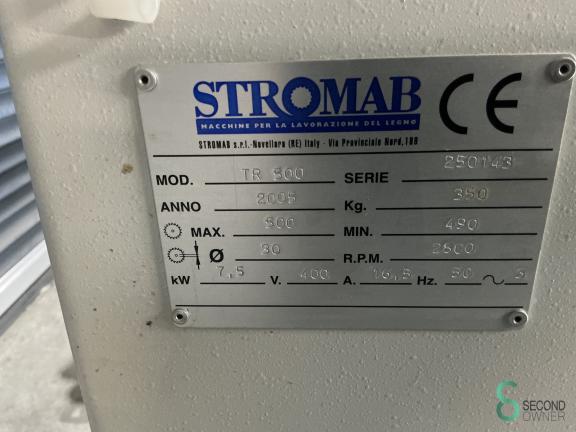 STROMAB
MACCHINE PER LA LAVORAZIONE DEL LEGNO
CE
STROMAB s.r.l.-Novellara (RE) Italy - Via Provinciale Nord,188
MOD. TR 500 SERIE 250143
ANNO 2005 Kg. 350
MAX. 500 MIN. 490
Ø 30 R.P.M. 2800
kW 7,5 V. 400 A. 16,5 Hz. 50 3
SECOND
OWNER